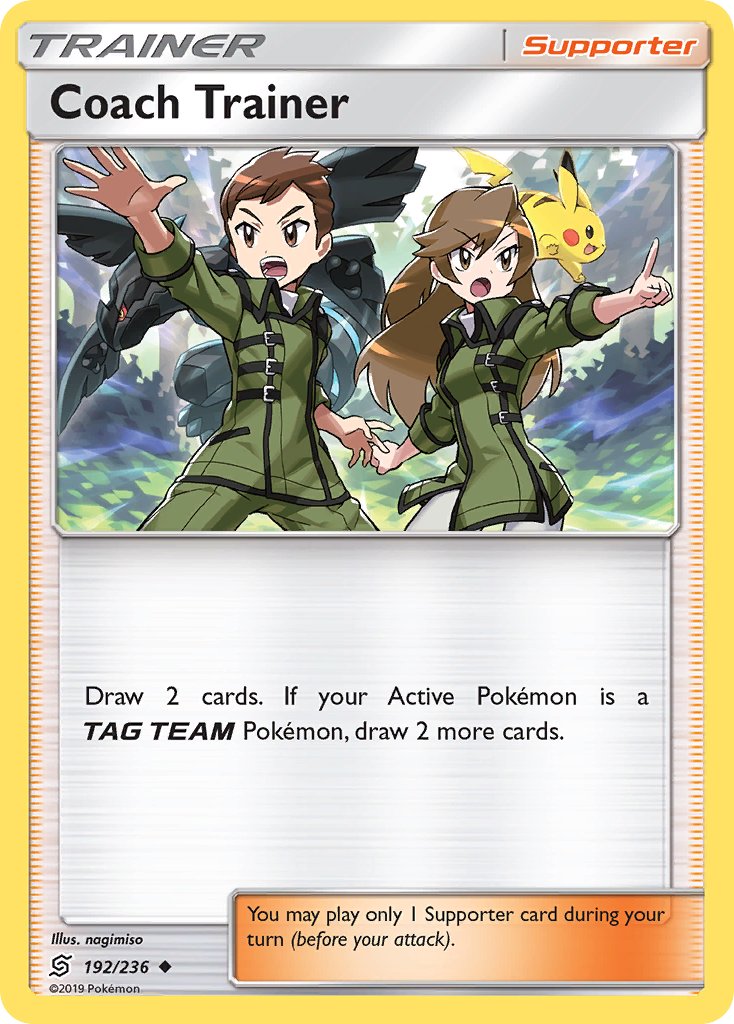 TRAINER
Supporter
Coach Trainer
Draw 2 cards. If your Active Pokémon is a
TAG TEAM Pokémon, draw 2 more cards.
You may play only 1 Supporter card during your
turn (before your attack).
Illus. nagimiso
192/236
©2019 Pokémon